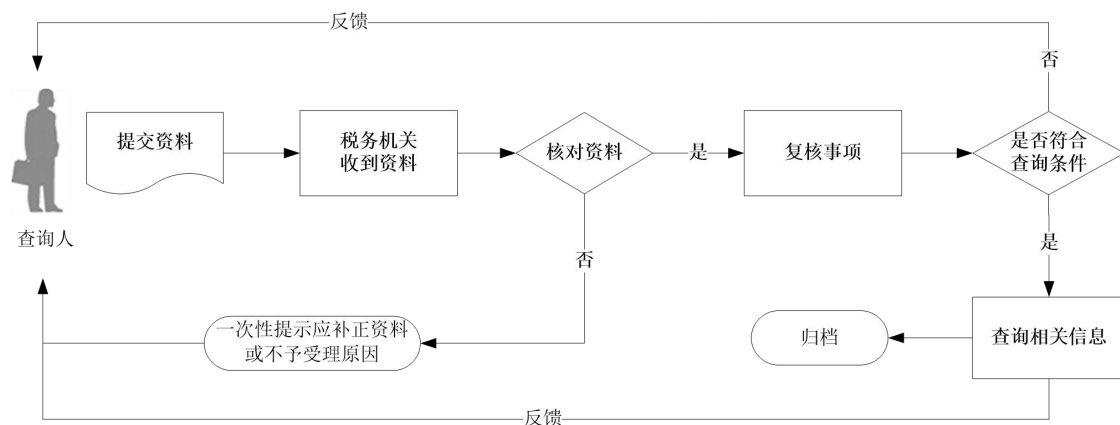 反馈
否
提交资料
税务机关
收到资料
核对资料
是
复核事项
是否符合
查询条件
查询人
否
是
一次性提示应补正资料
或不予受理原因
归档
查询相关信息
反馈